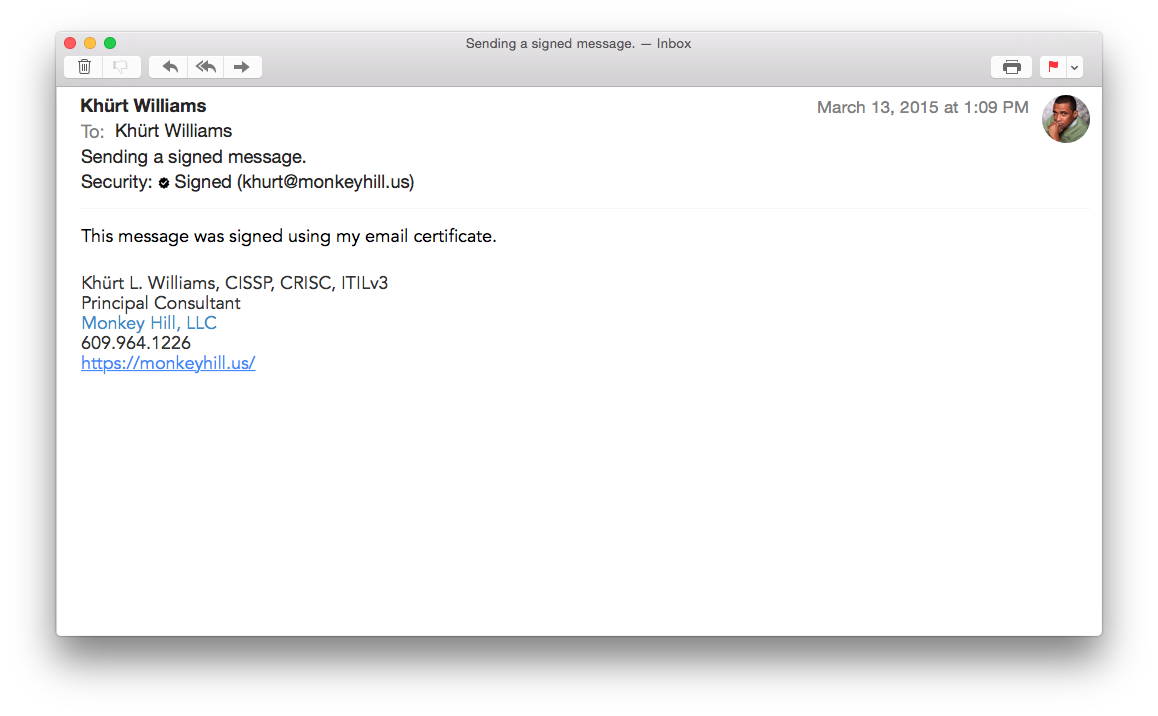 Sending a signed message. — Inbox
Khürt Williams
March 13, 2015 at 1:09 PM
To: Khürt Williams
Sending a signed message.
Security: Signed (khurt@monkeyhill.us)
This message was signed using my email certificate.
Khürt L. Williams, CISSP, CRISC, ITILv3
Principal Consultant
Monkey Hill, LLC
609.964.1226
https://monkeyhill.us/